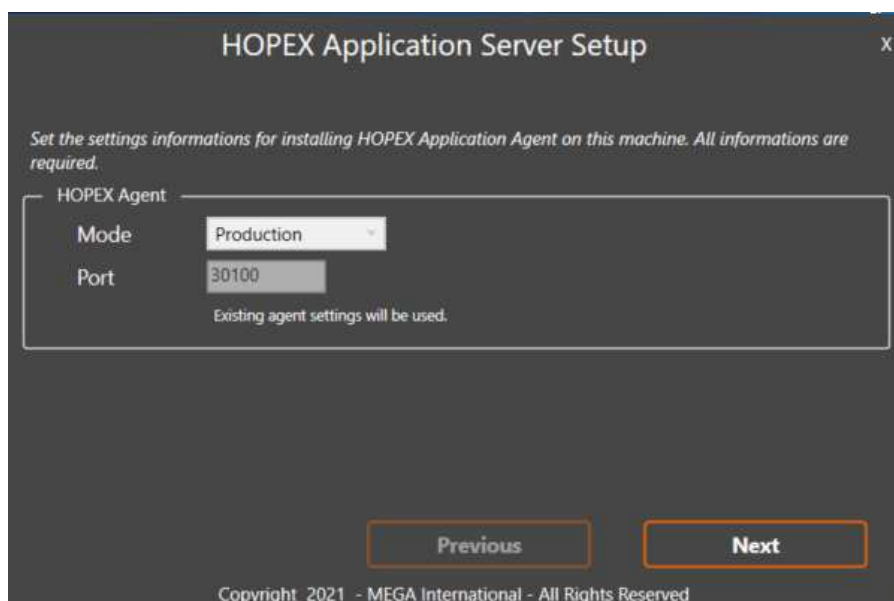 HOPEX Application Server Setup
X
Set the settings informations for installing HOPEX Application Agent on this machine. All informations are
required.
HOPEX Agent
Mode
Production
Port
30100
Existing agent settings will be used.
Previous
Next
Copyright 2021 - MEGA International - All Rights Reserved